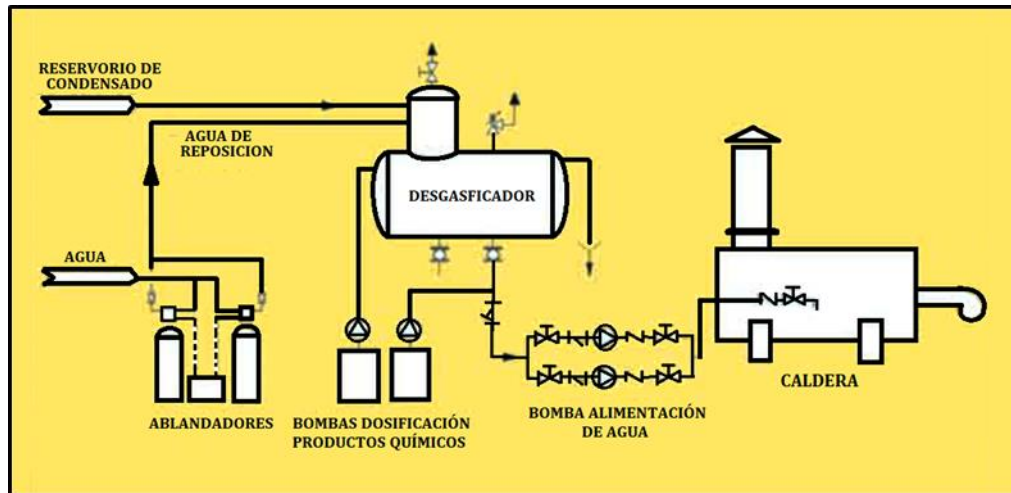 RESERVORIO DE
CONDENSADO
AGUA DE
REPOSICION
DESGASFICADOR
AGUA
CALDERA
ABLANDADORES
BOMBAS DOSIFICACIÓN
PRODUCTOS QUÍMICOS
BOMBA ALIMENTACIÓN
DE AGUA